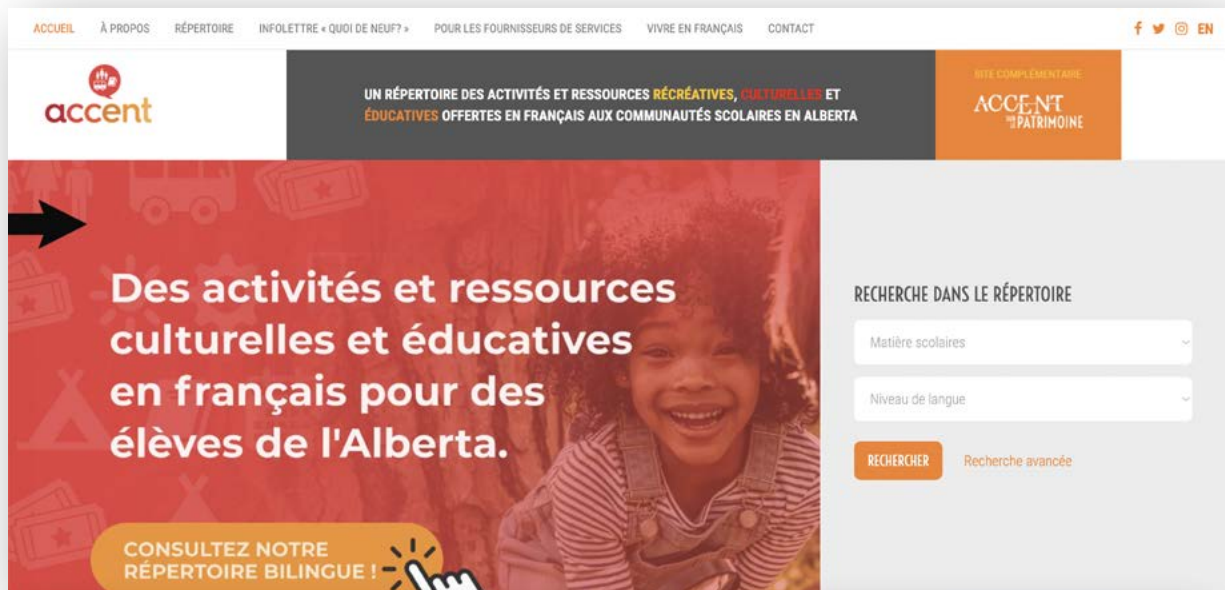 ACCUEIL À PROPOS RÉPERTOIRE INFOLETTRE « QUOI DE NEUF? » POUR LES FOURNISSEURS DE SERVICES VIVRE EN FRANÇAIS CONTACT EN
accent
UN RÉPERTOIRE DES ACTIVITÉS ET RESSOURCES RÉCRÉATIVES, CULTURELLES ET
ÉDUCATIVES OFFERTES EN FRANÇAIS AUX COMMUNAUTÉS SCOLAIRES EN ALBERTA
SITE COMPLÉMENTAIRE
ACCENT
SUR LE PATRIMOINE
Des activités et ressources
culturelles et éducatives
en français pour des
élèves de l'Alberta.
CONSULTEZ NOTRE
RÉPERTOIRE BILINGUE !
RECHERCHE DANS LE RÉPERTOIRE
Matière scolaires
Niveau de langue
RECHERCHER Recherche avancée